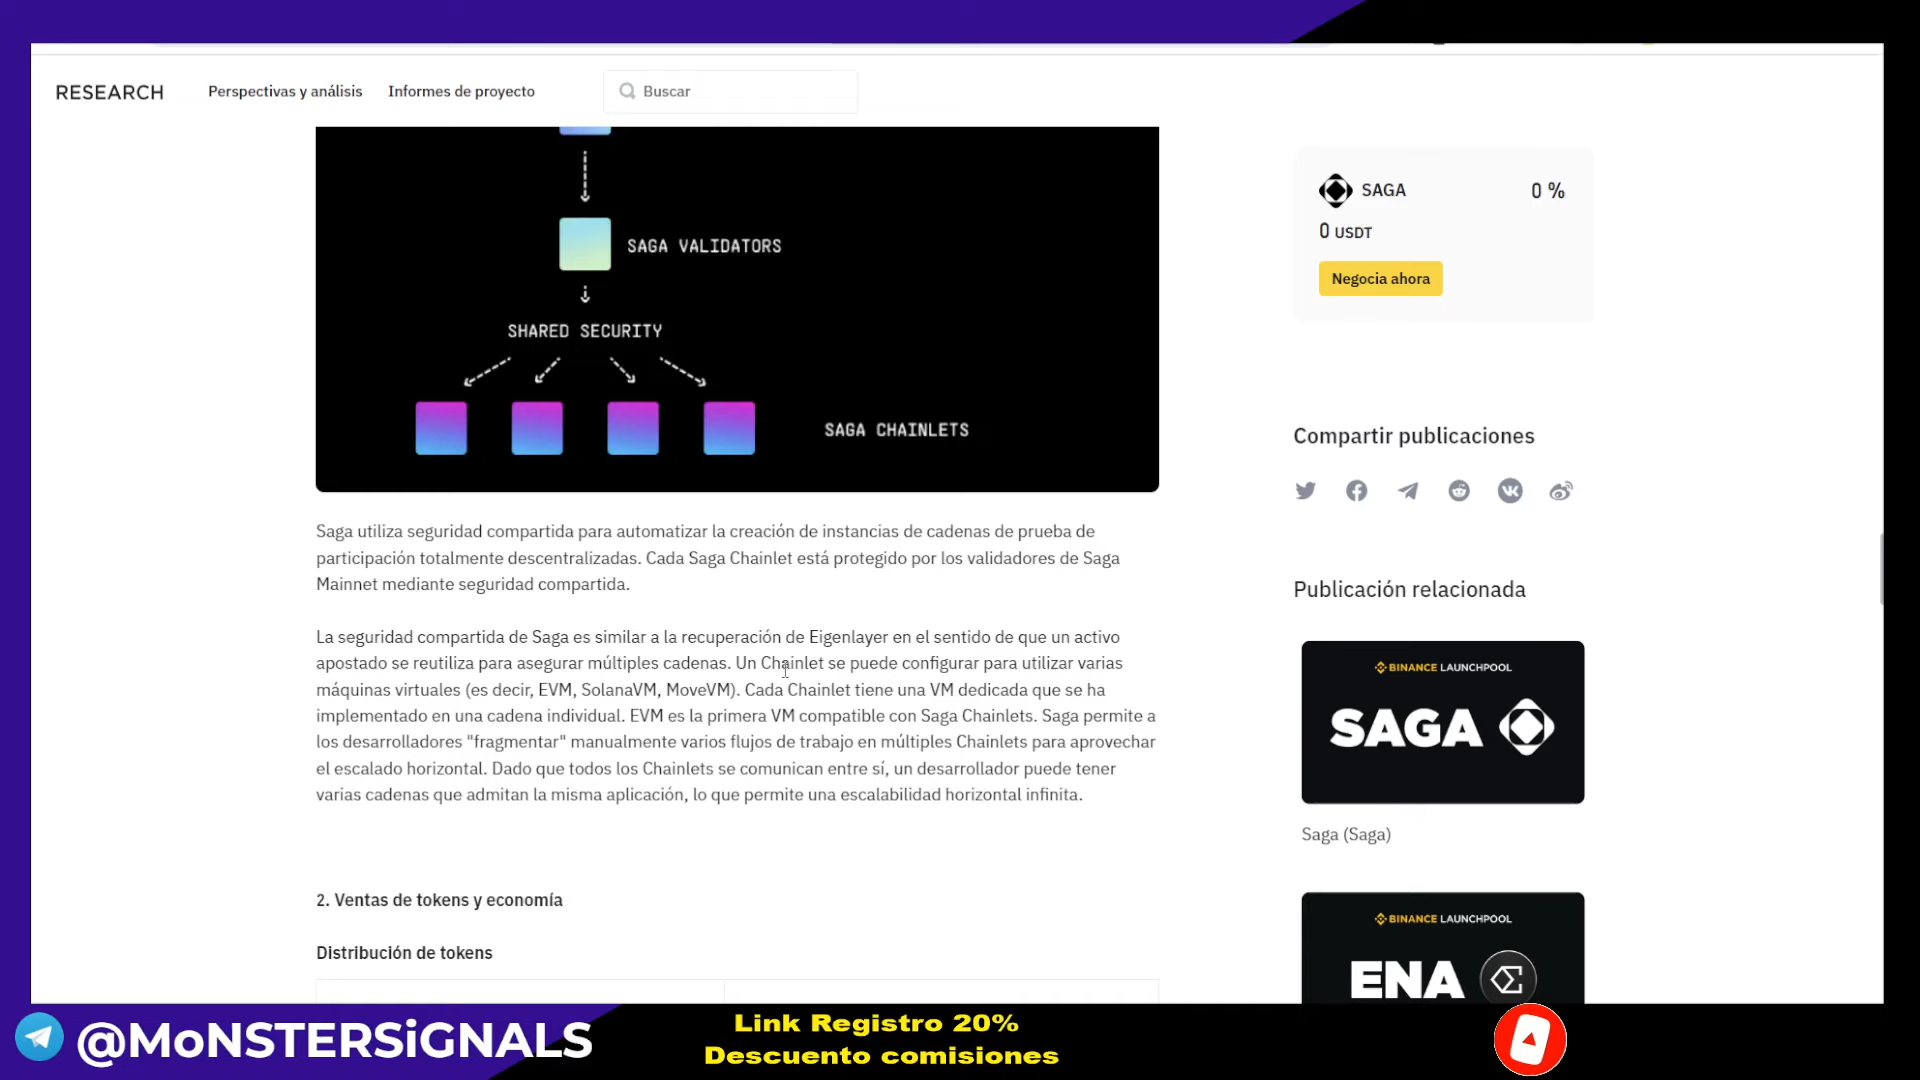 RESEARCH
Perspectivas y análisis
Informes de proyecto
Buscar
SAGA VALIDATORS
SHARED SECURITY
SAGA CHAINLETS
Saga utiliza seguridad compartida para automatizar la creación de instancias de cadenas de prueba de
participación totalmente descentralizadas. Cada Saga Chainlet está protegido por los validadores de Saga
Mainnet mediante seguridad compartida.
La seguridad compartida de Saga es similar a la recuperación de Eigenlayer en el sentido de que un activo
apostado se reutiliza para asegurar múltiples cadenas. Un Chainlet se puede configurar para utilizar varias
máquinas virtuales (es decir, EVM, SolanaVM, MoveVM). Cada Chainlet tiene una VM dedicada que se ha
implementado en una cadena individual. EVM es la primera VM compatible con Saga Chainlets. Saga permite a
los desarrolladores "fragmentar" manualmente varios flujos de trabajo en múltiples Chainlets para aprovechar
el escalado horizontal. Dado que todos los Chainlets se comunican entre sí, un desarrollador puede tener
varias cadenas que admitan la misma aplicación, lo que permite una escalabilidad horizontal infinita.
2. Ventas de tokens y economía
Distribución de tokens
SAGA
0 %
0 USDT
Negocia ahora
Compartir publicaciones
Publicación relacionada
BINANCE LAUNCHPOOL
SAGA
Saga (Saga)
BINANCE LAUNCHPOOL
ENA
@MoNSTERSiGNALS
Link Registro 20%
Descuento comisiones